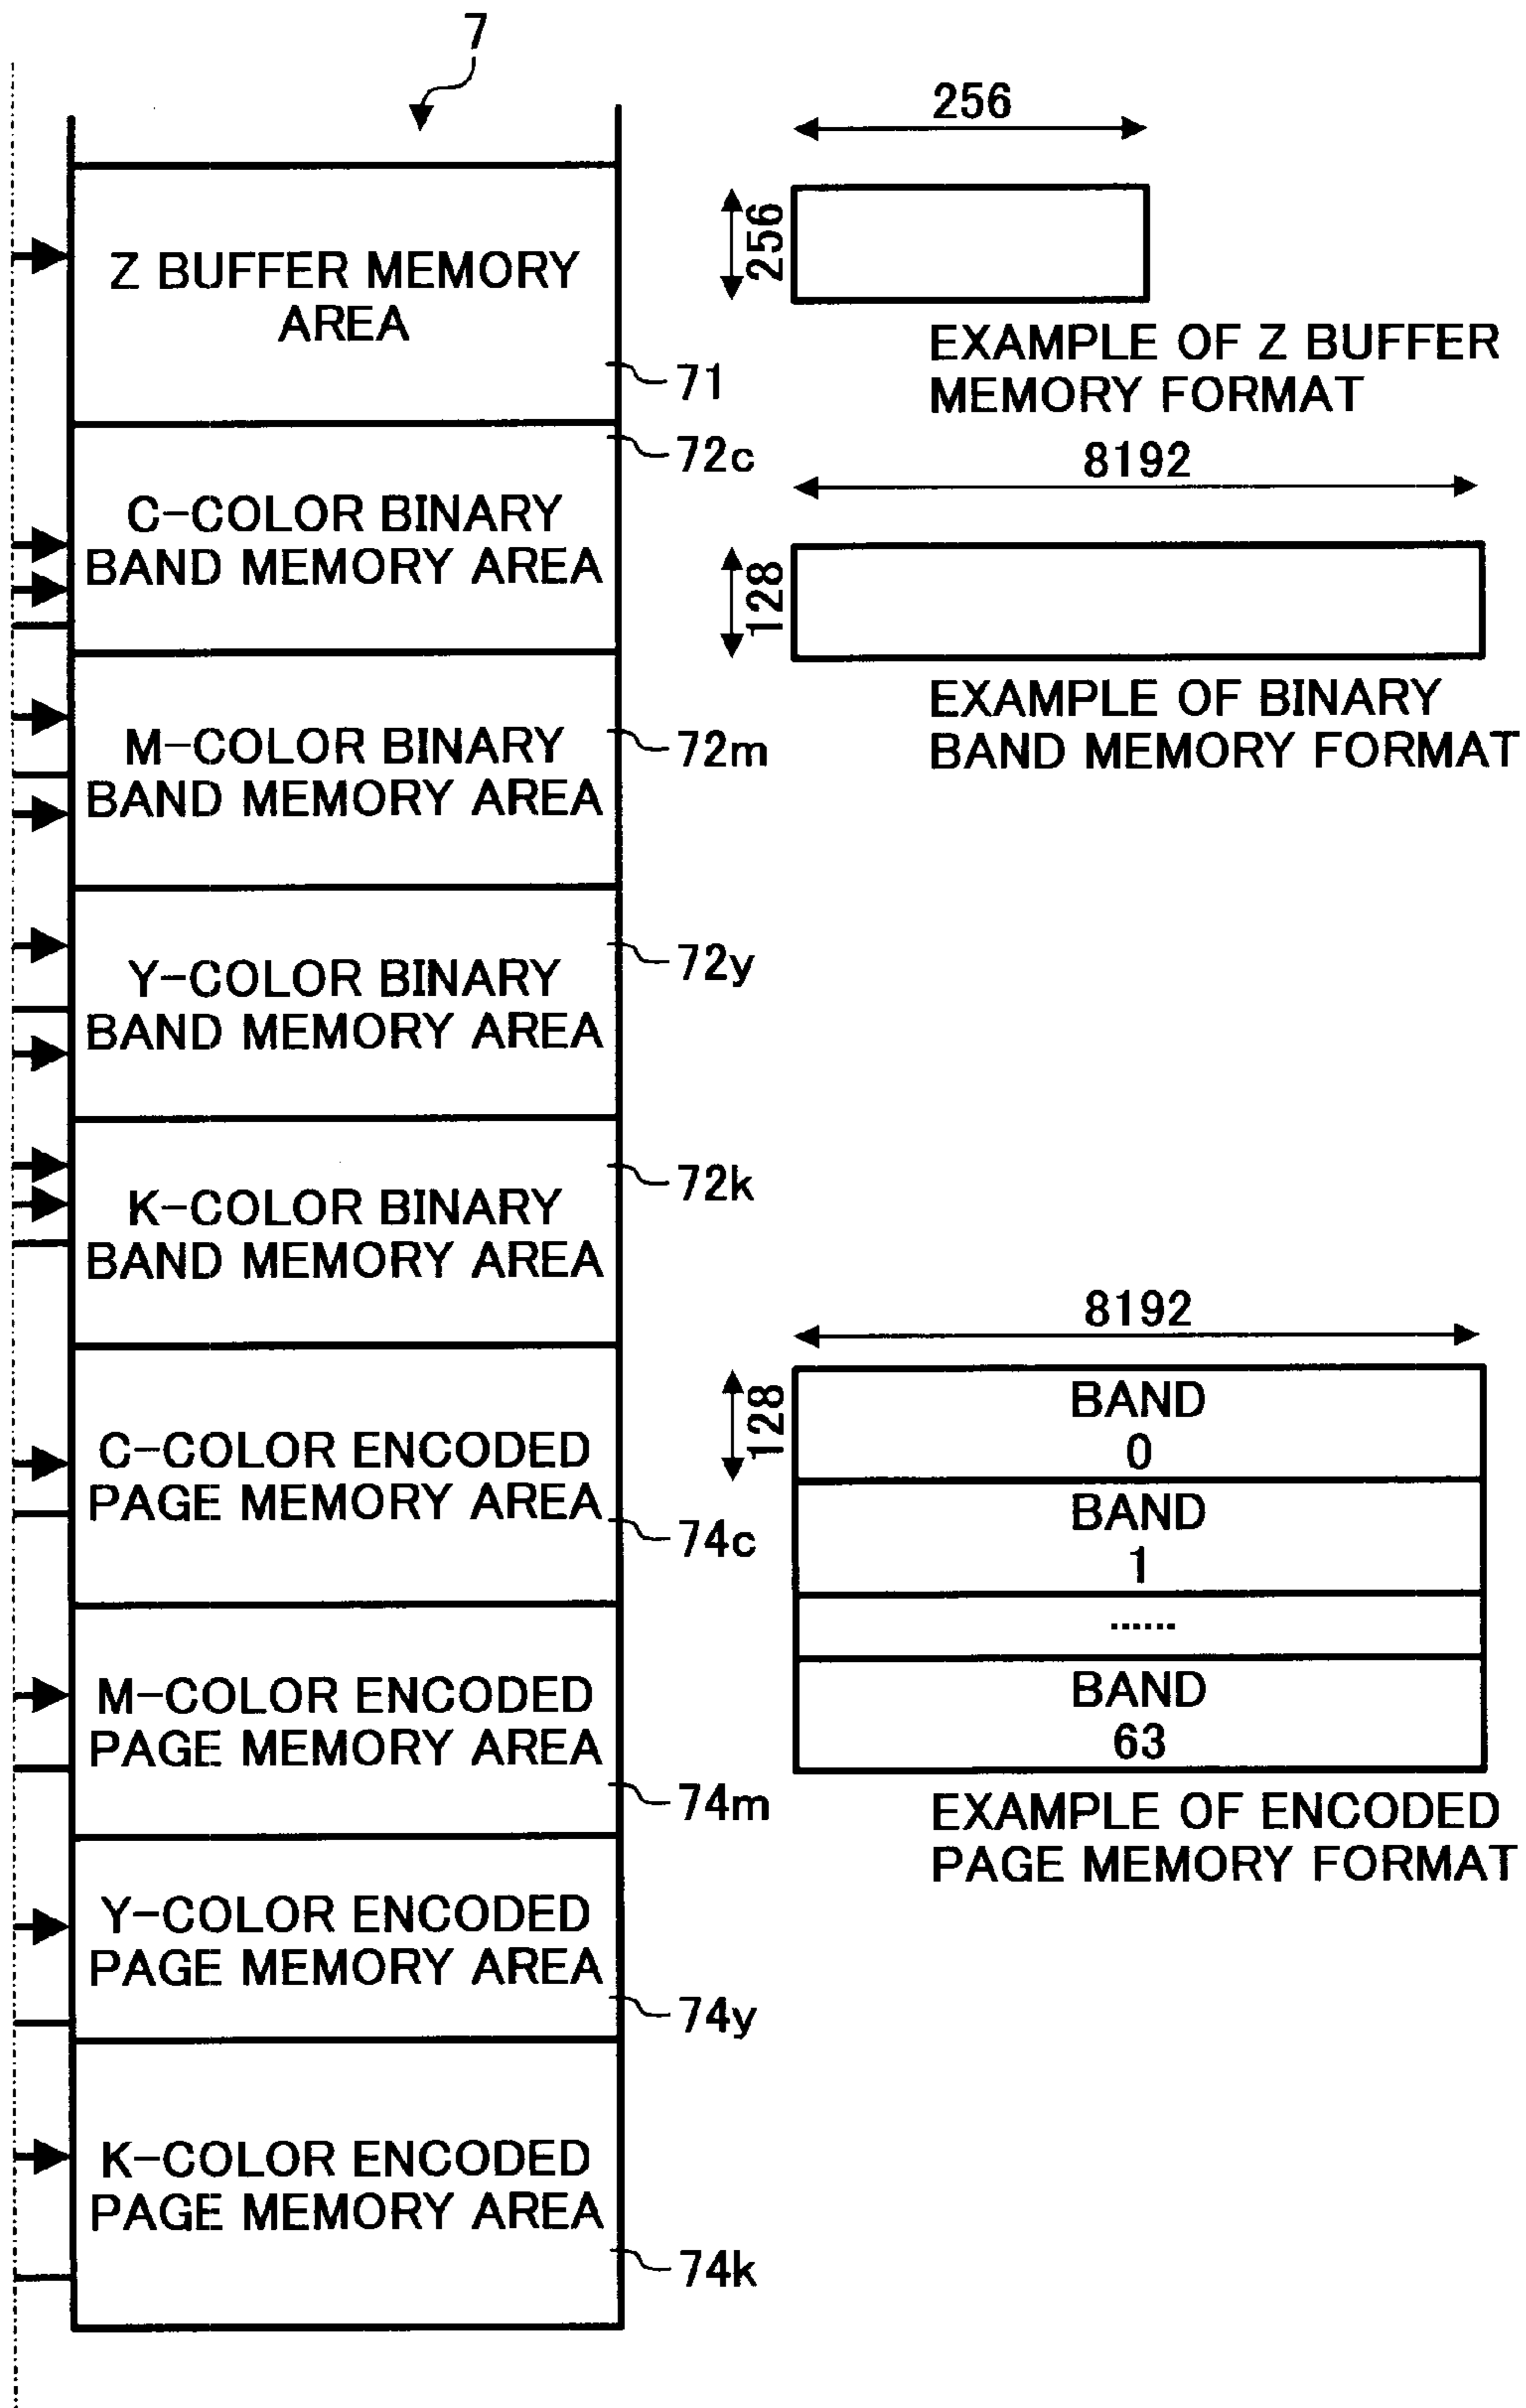 7
Z BUFFER MEMORY
AREA
71
72c
C-COLOR BINARY
BAND MEMORY AREA
M-COLOR BINARY
BAND MEMORY AREA
72m
Y-COLOR BINARY
BAND MEMORY AREA
72y
K-COLOR BINARY
BAND MEMORY AREA
72k
C-COLOR ENCODED
PAGE MEMORY AREA
74c
M-COLOR ENCODED
PAGE MEMORY AREA
74m
Y-COLOR ENCODED
PAGE MEMORY AREA
74y
K-COLOR ENCODED
PAGE MEMORY AREA
74k
256
256
EXAMPLE OF Z BUFFER
MEMORY FORMAT
8192
128
EXAMPLE OF BINARY
BAND MEMORY FORMAT
8192
128
BAND
0
BAND
1
......
BAND
63
EXAMPLE OF ENCODED
PAGE MEMORY FORMAT